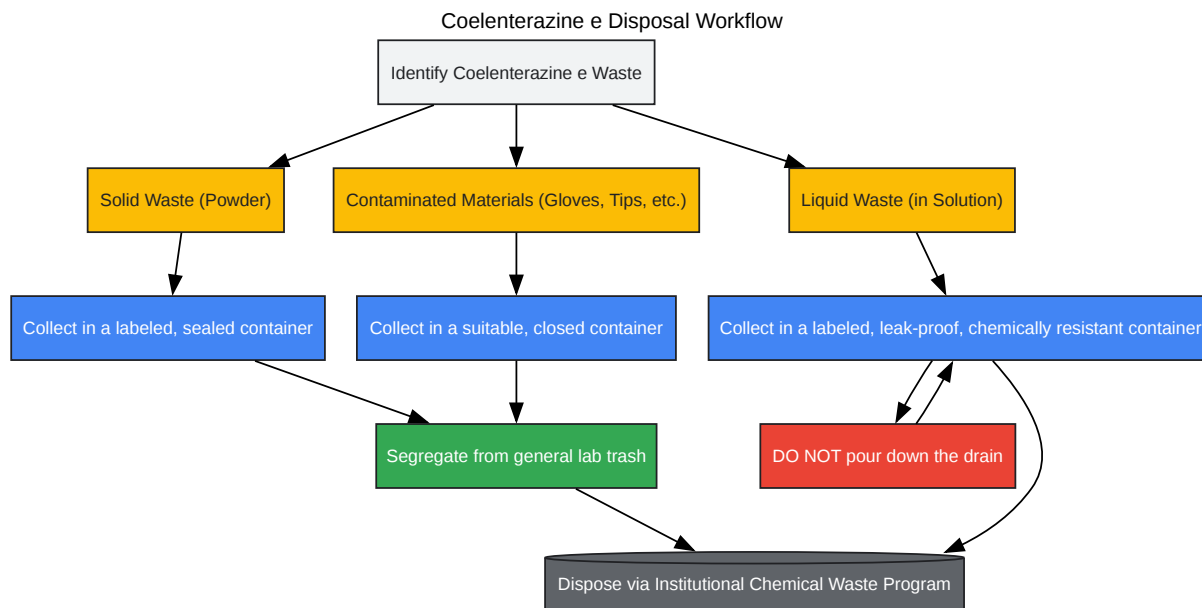 Coelenterazine e Disposal Workflow
Identify Coelenterazine e Waste
Solid Waste (Powder)
Contaminated Materials (Gloves, Tips, etc.)
Liquid Waste (in Solution)
Collect in a labeled, sealed container
Collect in a suitable, closed container
Collect in a labeled, leak-proof, chemically resistant container
Segregate from general lab trash
DO NOT pour down the drain
Dispose via Institutional Chemical Waste Program